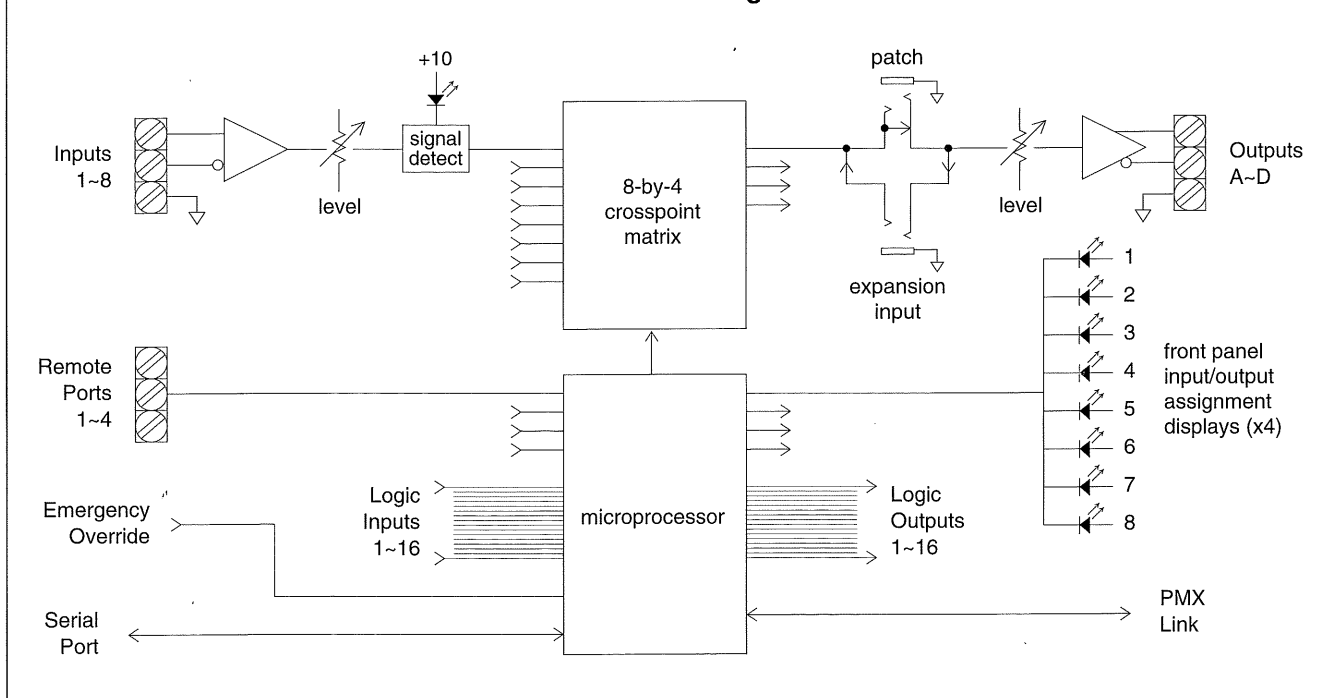 +10
patch
Inputs
1~8
signal
detect
level
8-by-4
crosspoint
matrix
level
Outputs
A~D
expansion
input
1
2
3
4
5
6
7
8
front panel
input/output
assignment
displays (x4)
Remote
Ports
1~4
Logic
Inputs
1~16
microprocessor
Logic
Outputs
1~16
Emergency
Override
Serial
Port
PMX
Link